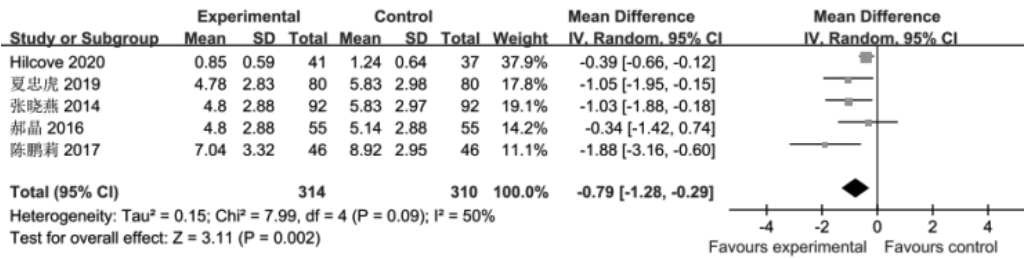 Experimental Control Mean Difference Mean Difference
Study or Subgroup Mean SD Total Mean SD Total Weight IV, Random, 95% CI IV, Random, 95% CI
Hilcove 2020 0.85 0.59 41 1.24 0.64 37 37.9% -0.39 [-0.66, -0.12]
夏忠虎 2019 4.78 2.83 80 5.83 2.98 80 17.8% -1.05 [-1.95, -0.15]
张晓燕 2014 4.8 2.88 92 5.83 2.97 92 19.1% -1.03 [-1.88, -0.18]
郝晶 2016 4.8 2.88 55 5.14 2.88 55 14.2% -0.34 [-1.42, 0.74]
陈鹏莉 2017 7.04 3.32 46 8.92 2.95 46 11.1% -1.88 [-3.16, -0.60]
Total (95% CI) 314 310 100.0% -0.79 [-1.28, -0.29]
Heterogeneity: Tau² = 0.15; Chi² = 7.99, df = 4 (P = 0.09); I² = 50%
Test for overall effect: Z = 3.11 (P = 0.002)
-4 -2 0 2 4
Favours experimental Favours control